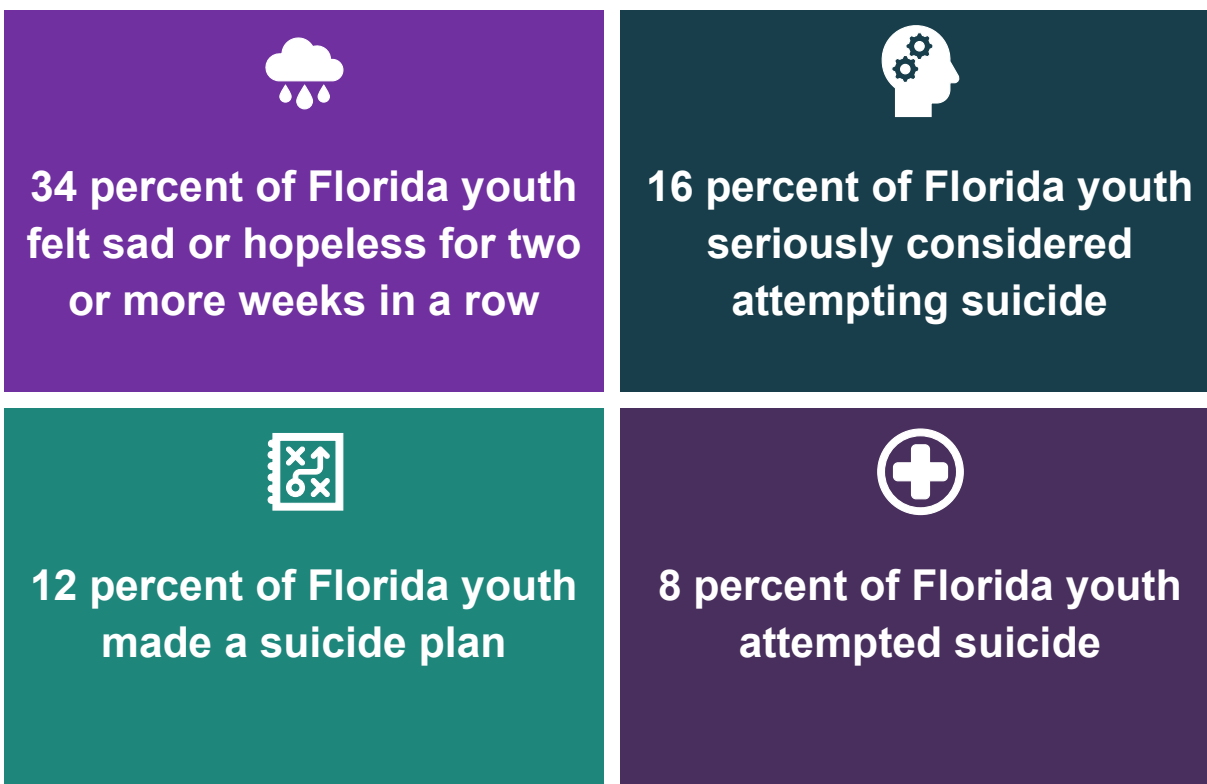 34 percent of Florida youth
felt sad or hopeless for two
or more weeks in a row
16 percent of Florida youth
seriously considered
attempting suicide
12 percent of Florida youth
made a suicide plan
8 percent of Florida youth
attempted suicide